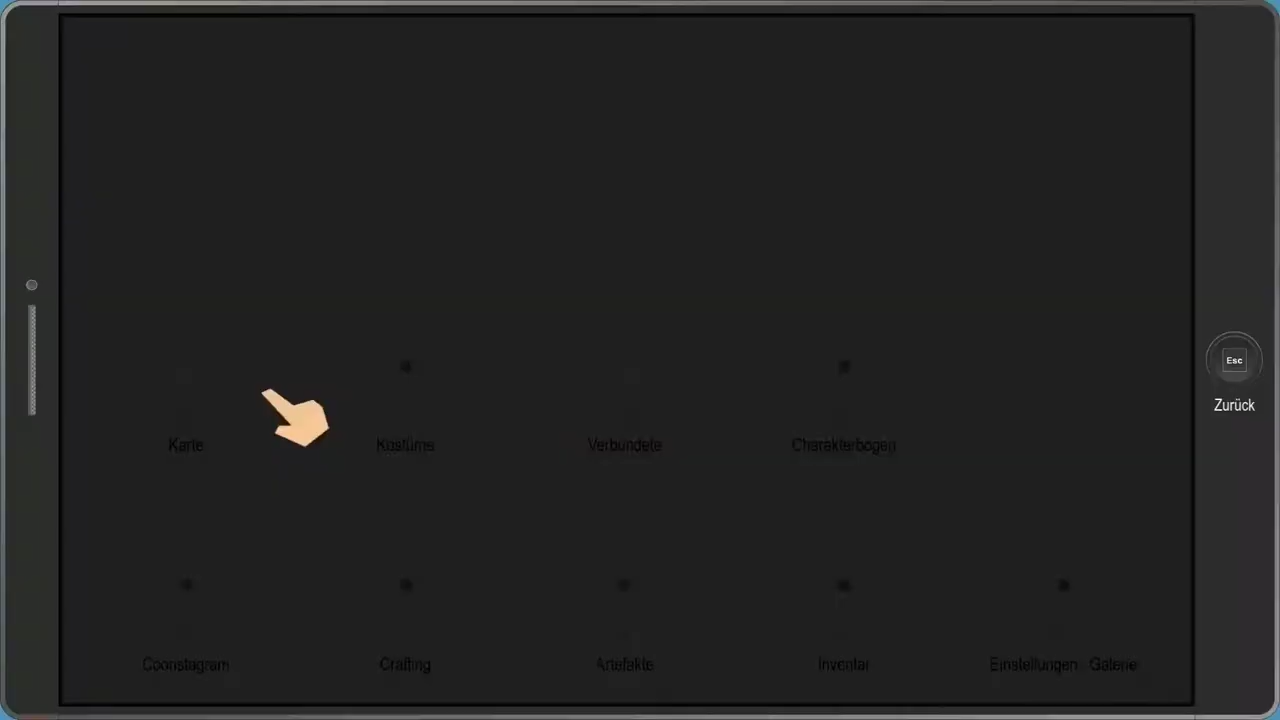 Esc
Zurück
Karte
Kostüme
Verbündete
Charakterbogen
Coonstagram
Crafting
Artefakte
Inventar
Einstellungen - Galerie